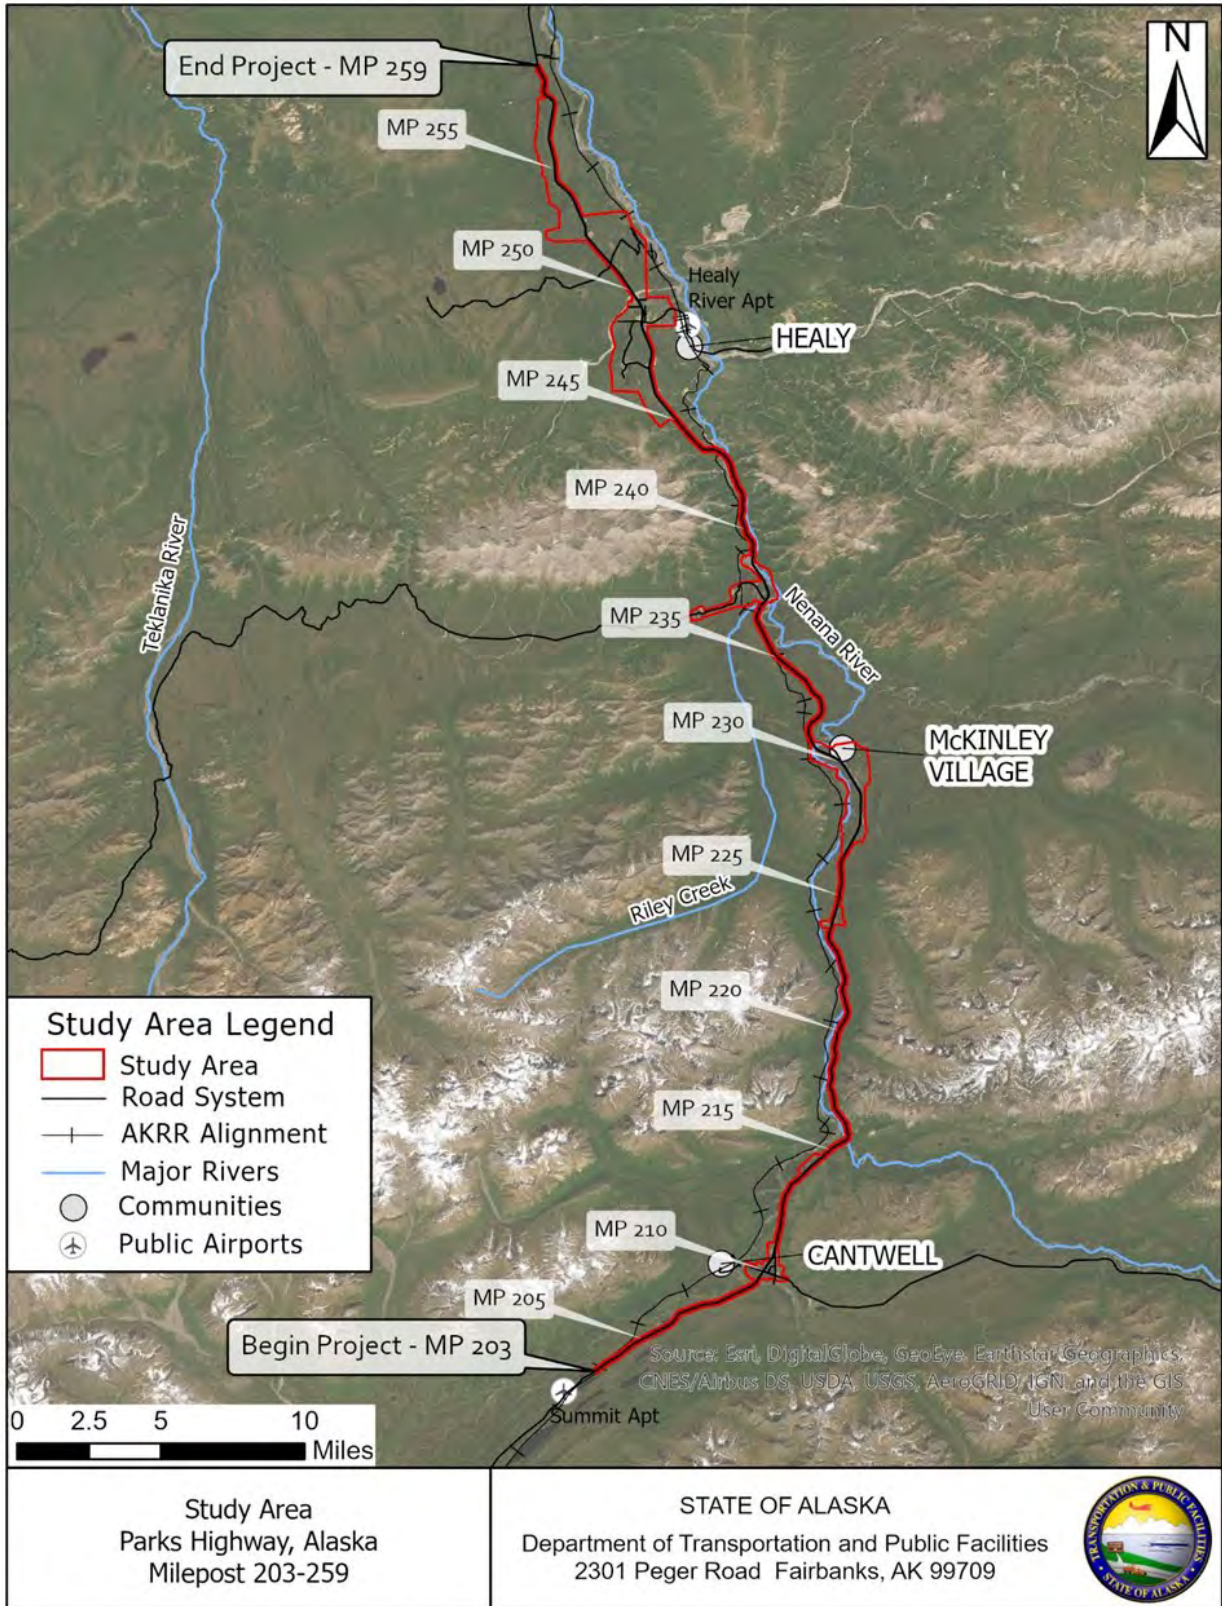 End Project - MP 259
N
MP 255
MP 250
Healy
River Apt
HEALY
MP 245
MP 240
Teklanika River
MP 235
Nenana River
MP 230
McKINLEY
VILLAGE
MP 225
Riley Creek
MP 220
Study Area Legend
Study Area
Road System
AKRR Alignment
Major Rivers
Communities
Public Airports
MP 215
MP 210
CANTWELL
MP 205
Begin Project - MP 203
Source: Esri, DigitalGlobe, GeoEye, Earthstar Geographics,
CNES/Airbus DS, USDA, USGS, AeroGRID, IGN, and the GIS
User Community
Summit Apt
0 2.5 5 10
Miles
Study Area
Parks Highway, Alaska
Milepost 203-259
STATE OF ALASKA
Department of Transportation and Public Facilities
2301 Peger Road Fairbanks, AK 99709
TRANSPORTATION & PUBLIC FACILITIES
STATE OF ALASKA